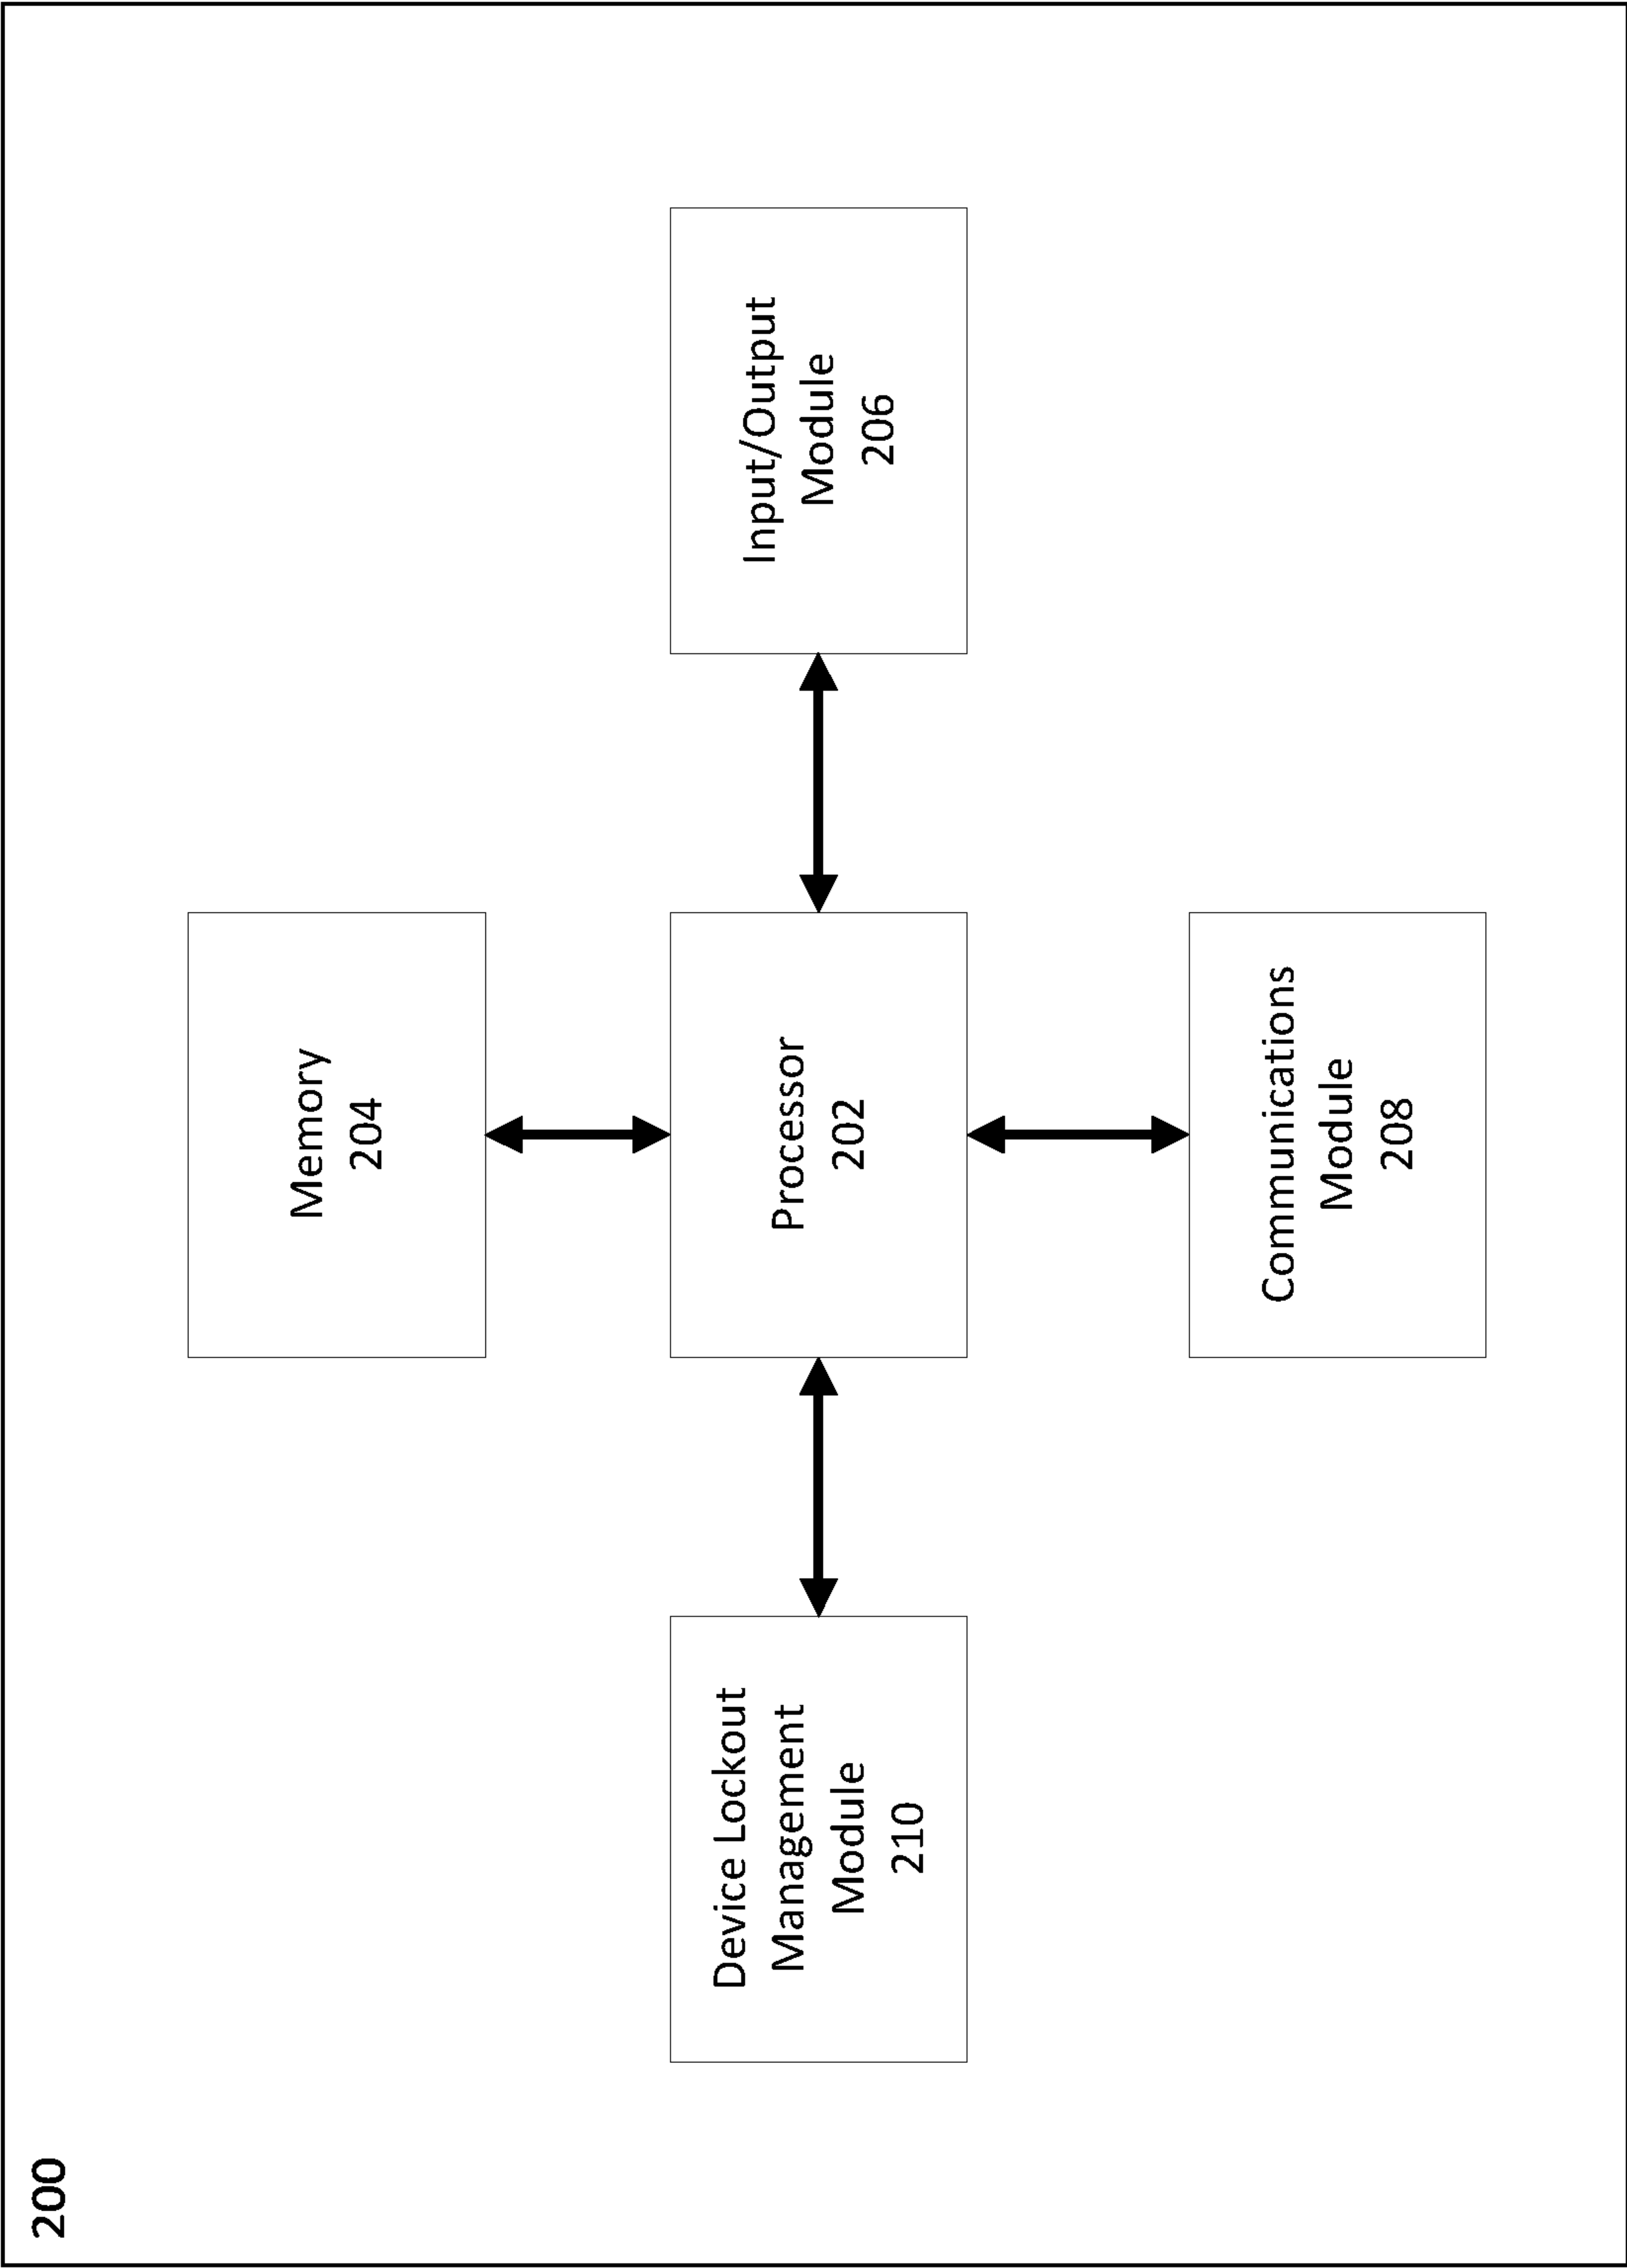 200
Memory
204
Device Lockout
Management
Module
210
Processor
202
Input/Output
Module
206
Communications
Module
208